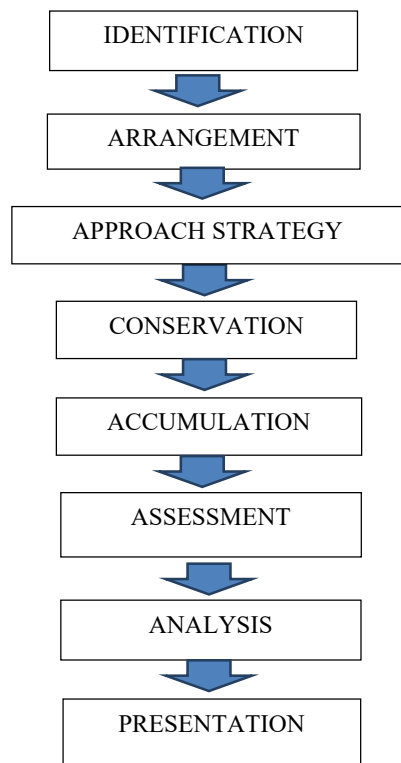 IDENTIFICATION
ARRANGEMENT
APPROACH STRATEGY
CONSERVATION
ACCUMULATION
ASSESSMENT
ANALYSIS
PRESENTATION